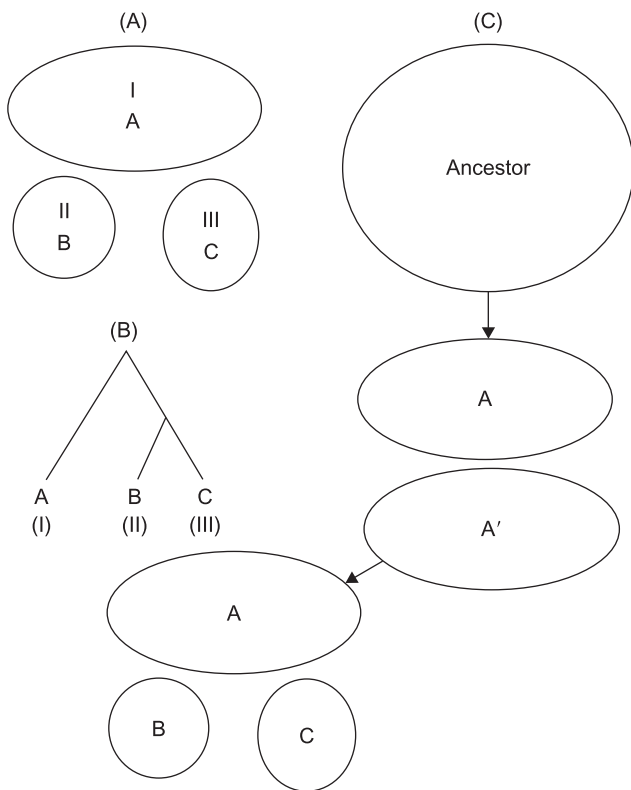 (A)
I
A
II
B
III
C
(B)
A B C
(I) (II) (III)
(C)
Ancestor
A
A′
A
B
C